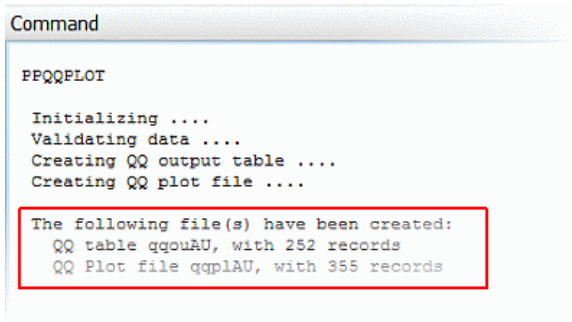 Command
PPQQPLOT
Initializing ....
Validating data ....
Creating QQ output table ....
Creating QQ plot file ....
The following file(s) have been created:
QQ table qqouAU, with 252 records
QQ Plot file qqplAU, with 355 records